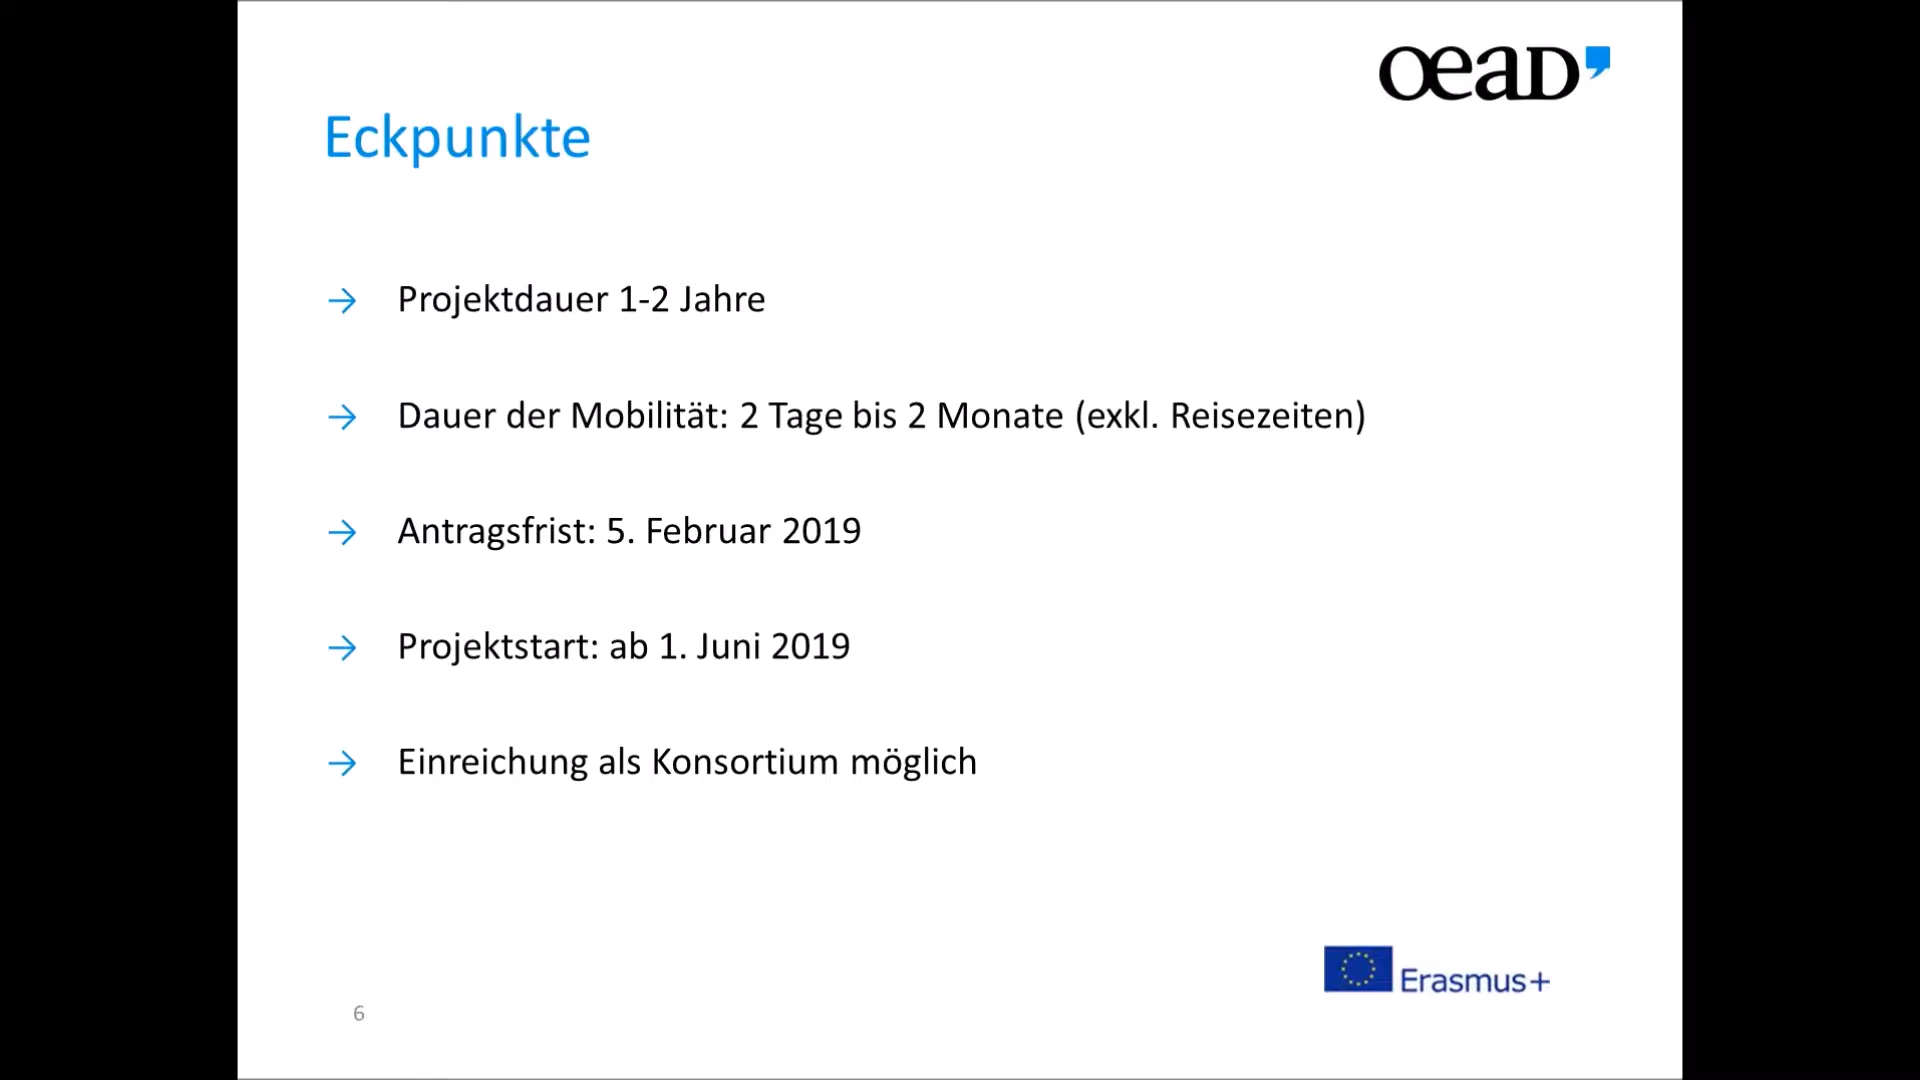 OeAD
Eckpunkte
→ Projektdauer 1-2 Jahre
→ Dauer der Mobilität: 2 Tage bis 2 Monate (exkl. Reisezeiten)
→ Antragsfrist: 5. Februar 2019
→ Projektstart: ab 1. Juni 2019
→ Einreichung als Konsortium möglich
Erasmus+
6